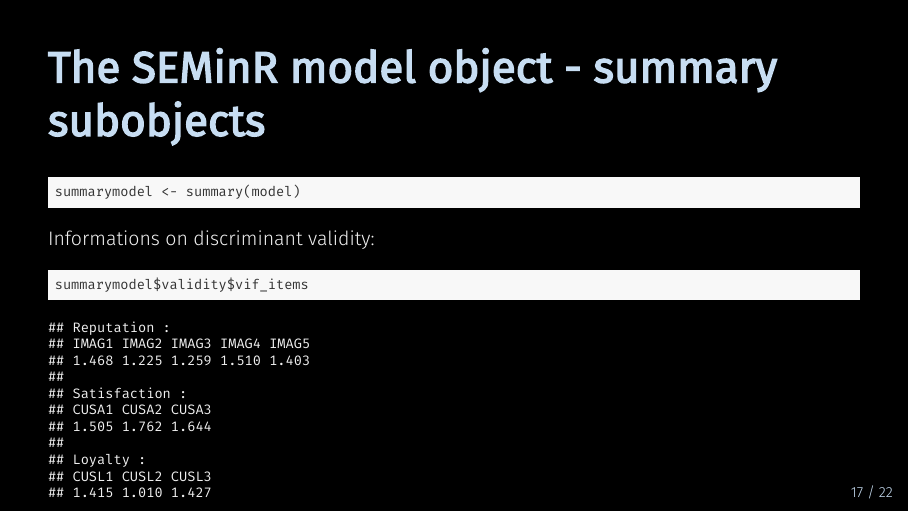 The SEMinR model object - summary
subobjects
summarymodel <- summary(model)
Informations on discriminant validity:
summarymodel$validity$vif_items
## Reputation :
## IMAG1 IMAG2 IMAG3 IMAG4 IMAG5
## 1.468 1.225 1.259 1.510 1.403
##
## Satisfaction :
## CUSA1 CUSA2 CUSA3
## 1.505 1.762 1.644
##
## Loyalty :
## CUSL1 CUSL2 CUSL3
## 1.415 1.010 1.427
17 / 22